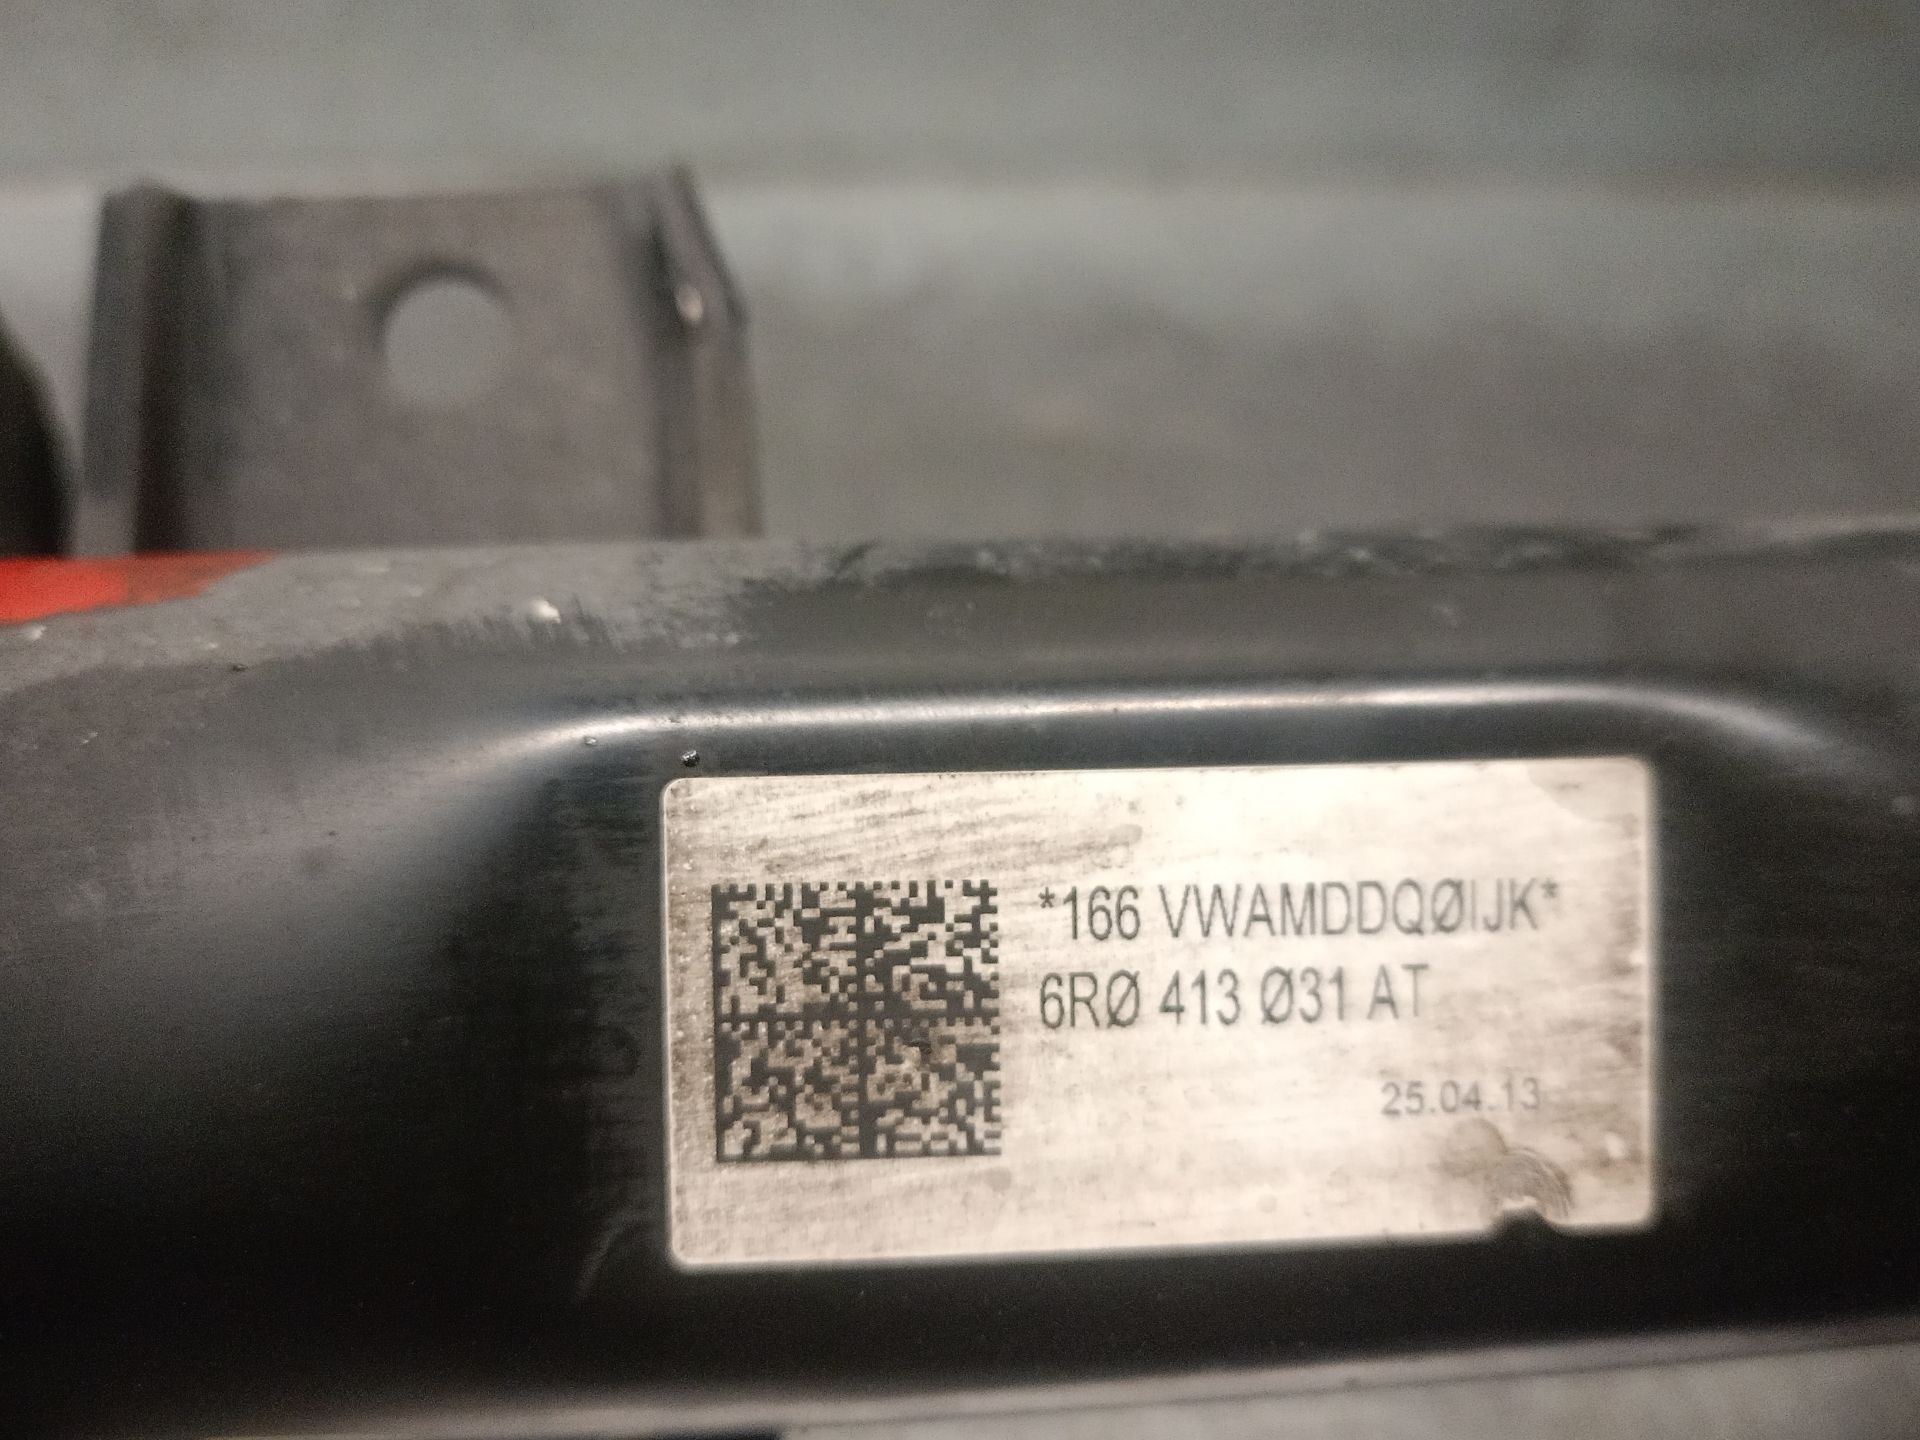 *166 VWAMDDQØIJK*
6RØ 413 Ø31 AT
25.04.13